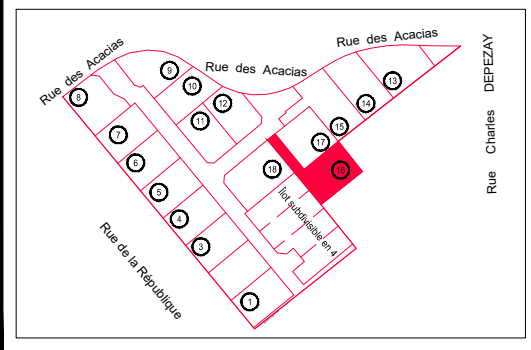 Rue des Acacias
Rue des Acacias
Rue des Acacias
Rue Charles DEPEZAY
8
9
10
12
11
13
14
15
17
16
18
7
6
5
4
3
1
Îlot subdivisible en 4
Rue de la République